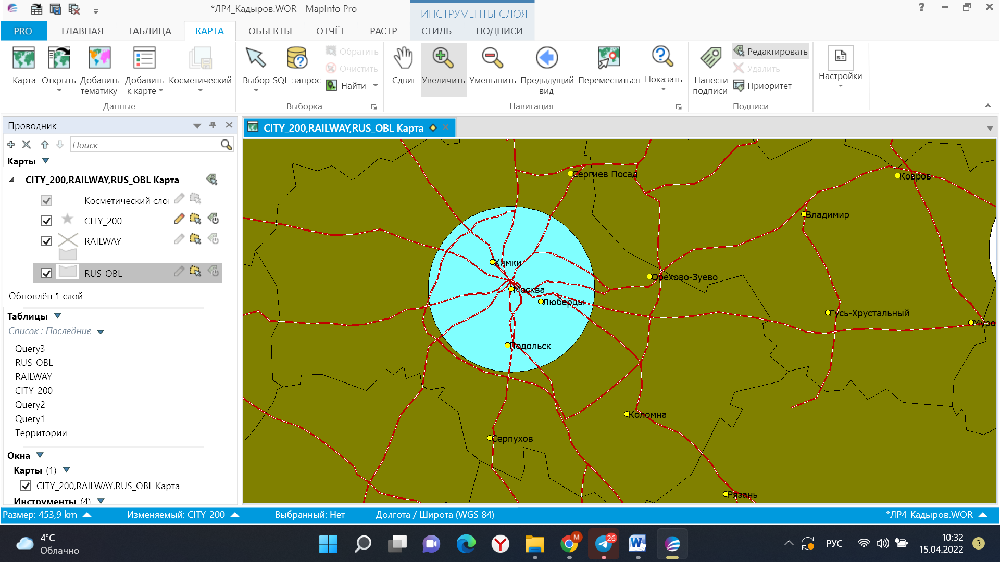 *ЛР4_Кадыров.WOR - MapInfo Pro
ИНСТРУМЕНТЫ СЛОЯ
PRO ГЛАВНАЯ ТАБЛИЦА КАРТА ОБЪЕКТЫ ОТЧЁТ РАСТР СТИЛЬ ПОДПИСИ
Карта
Открыть
Добавить тематику
Добавить к карте
Косметический
Данные
Выбор
SQL-запрос
Обратить
Очистить
Найти
Выборка
Сдвиг
Увеличить
Уменьшить
Предыдущий вид
Переместиться
Показать
Навигация
Нанести подписи
Редактировать
Удалить
Приоритет
Подписи
Настройки
Проводник
Поиск
Карты
CITY_200,RAILWAY,RUS_OBL Карта
Косметический сло
CITY_200
RAILWAY
RUS_OBL
Обновлён 1 слой
Таблицы
Список : Последние
Query3
RUS_OBL
RAILWAY
CITY_200
Query2
Query1
Территории
Окна
Карты (1)
CITY_200,RAILWAY,RUS_OBL Карта
Инструменты (4)
CITY_200,RAILWAY,RUS_OBL Карта
Сергиев Посад
Ковров
Владимир
Химки
Орехово-Зуево
Москва
Люберцы
Гусь-Хрустальный
Муро
Подольск
Коломна
Серпухов
Рязань
Размер: 453,9 km
Изменяемый: CITY_200
Выбранный: Нет
Долгота / Широта (WGS 84)
*ЛР4_Кадыров.WOR
4°C
Облачно
М
26
РУС
10:32
15.04.2022
3